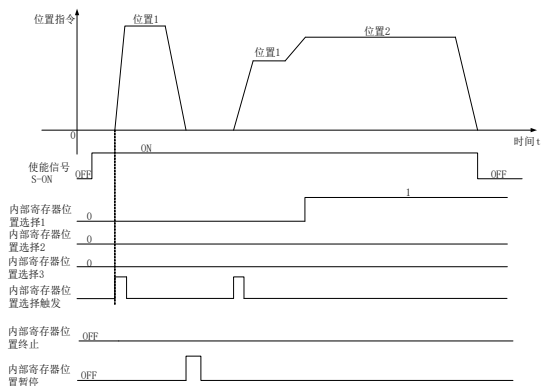 位置指令
位置1
位置1
位置2
0
时间t
使能信号
S-ON
OFF
ON
OFF
内部寄存器位
置选择1
0
1
内部寄存器位
置选择2
0
内部寄存器位
置选择3
0
内部寄存器位
置选择触发
内部寄存器位
置终止
OFF
内部寄存器位
置暂停
OFF